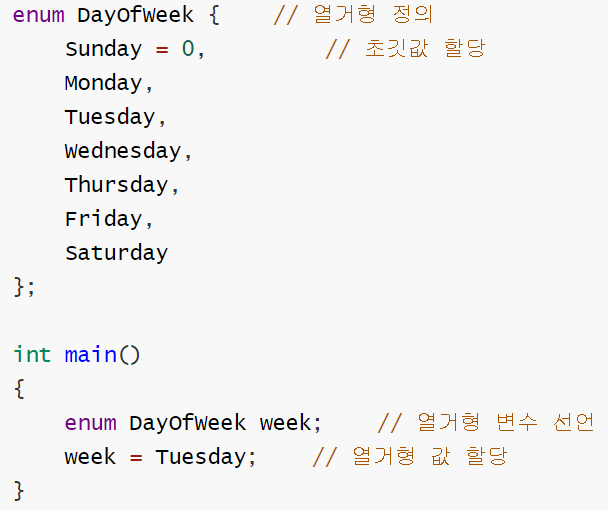 enum DayOfWeek {    // 열거형 정의
    Sunday = 0,         // 초깃값 할당
    Monday,
    Tuesday,
    Wednesday,
    Thursday,
    Friday,
    Saturday
};
int main()
{
    enum DayOfWeek week;    // 열거형 변수 선언
    week = Tuesday;    // 열거형 값 할당
}